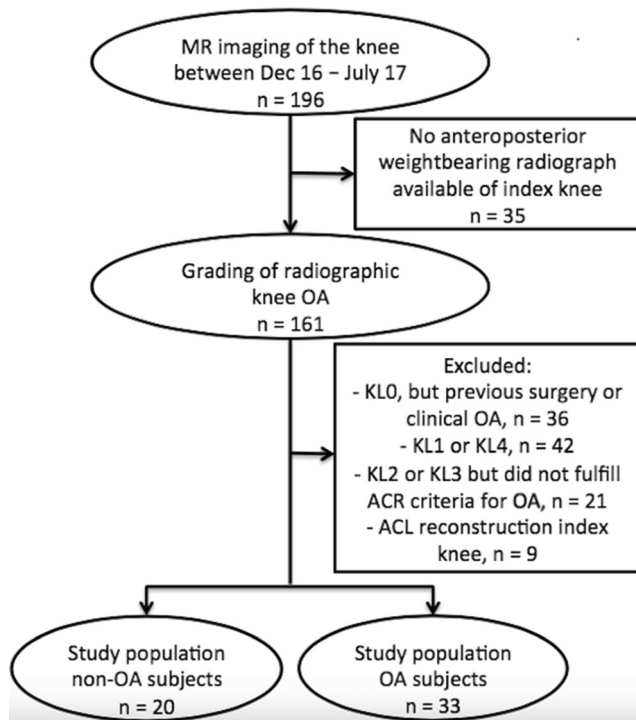 MR imaging of the knee
between Dec 16 – July 17
n = 196
No anteroposterior
weightbearing radiograph
available of index knee
n = 35
Grading of radiographic
knee OA
n = 161
Excluded:
- KL0, but previous surgery or
clinical OA, n = 36
- KL1 or KL4, n = 42
- KL2 or KL3 but did not fulfill
ACR criteria for OA, n = 21
- ACL reconstruction index
knee, n = 9
Study population
non-OA subjects
n = 20
Study population
OA subjects
n = 33